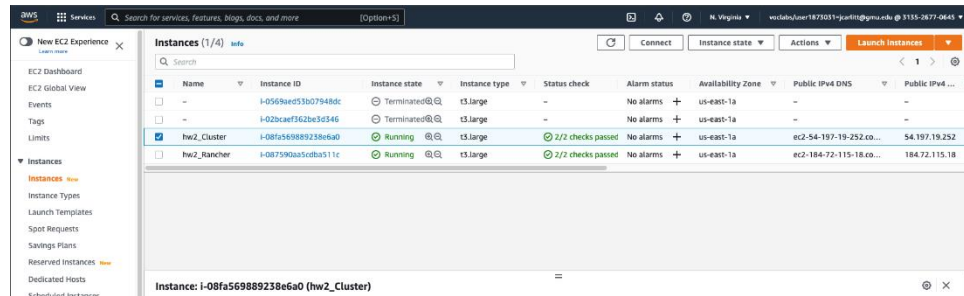 aws Services Search for services, features, blogs, docs, and more [Option+S] N. Virginia voclabs/user1873031=jcarlitt@gmu.edu @ 3135-2677-0645
New EC2 Experience
Learn more
EC2 Dashboard
EC2 Global View
Events
Tags
Limits
Instances
Instances New
Instance Types
Launch Templates
Spot Requests
Savings Plans
Reserved Instances New
Dedicated Hosts
Scheduled Instances
Instances (1/4) Info Connect Instance state Actions Launch instances
Search 1
Name Instance ID Instance state Instance type Status check Alarm status Availability Zone Public IPv4 DNS Public IPv4 ...
– i-0569aed53b07948dc Terminated t3.large – No alarms + us-east-1a – –
– i-02bcaef362be3d346 Terminated t3.large – No alarms + us-east-1a – –
hw2_Cluster i-08fa569889238e6a0 Running t3.large 2/2 checks passed No alarms + us-east-1a ec2-54-197-19-252.co... 54.197.19.252
hw2_Rancher i-087590aa5cdba511c Running t3.large 2/2 checks passed No alarms + us-east-1a ec2-184-72-115-18.co... 184.72.115.18
Instance: i-08fa569889238e6a0 (hw2_Cluster)